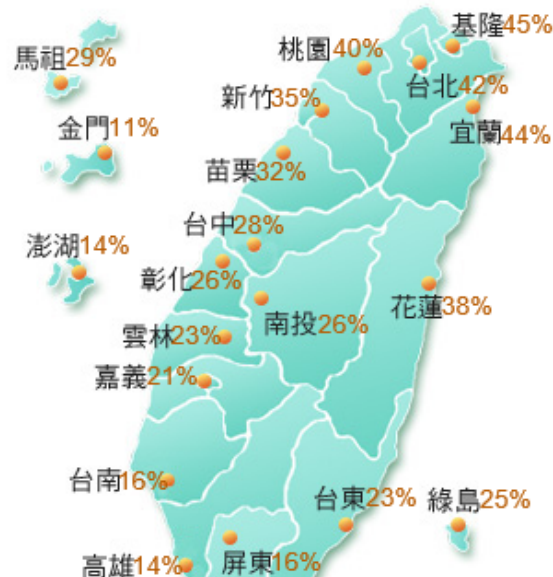 基隆45%
桃園40%
馬祖29%
台北42%
新竹35%
金門11%
宜蘭44%
苗栗32%
台中28%
澎湖14%
彰化26%
花蓮38%
南投26%
雲林23%
嘉義21%
台南16%
台東23%
綠島25%
屏東16%
高雄14%